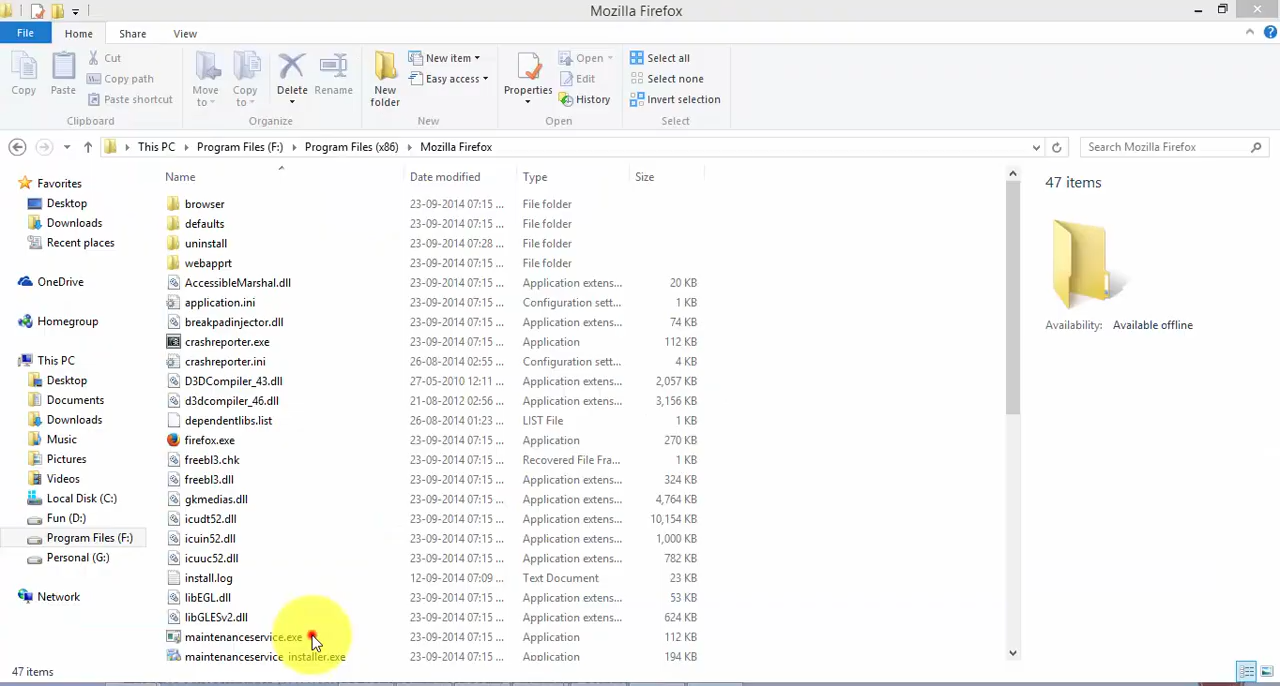 Mozilla Firefox
File Home Share View
Copy
Paste
Cut
Copy path
Paste shortcut
Clipboard
Move to
Copy to
Delete
Rename
Organize
New folder
New item
Easy access
New
Properties
Open
Edit
History
Open
Select all
Select none
Invert selection
Select
This PC Program Files (F:) Program Files (x86) Mozilla Firefox
Search Mozilla Firefox
Favorites
Desktop
Downloads
Recent places
OneDrive
Homegroup
This PC
Desktop
Documents
Downloads
Music
Pictures
Videos
Local Disk (C:)
Fun (D:)
Program Files (F:)
Personal (G:)
Network
Name Date modified Type Size
browser 23-09-2014 07:15 ... File folder
defaults 23-09-2014 07:15 ... File folder
uninstall 23-09-2014 07:28 ... File folder
webapprt 23-09-2014 07:15 ... File folder
AccessibleMarshal.dll 23-09-2014 07:15 ... Application extens... 20 KB
application.ini 23-09-2014 07:15 ... Configuration sett... 1 KB
breakpadinjector.dll 23-09-2014 07:15 ... Application extens... 74 KB
crashreporter.exe 23-09-2014 07:15 ... Application 112 KB
crashreporter.ini 26-08-2014 02:55 ... Configuration sett... 4 KB
D3DCompiler_43.dll 27-05-2010 12:11 ... Application extens... 2,057 KB
d3dcompiler_46.dll 21-08-2012 02:56 ... Application extens... 3,156 KB
dependentlibs.list 26-08-2014 01:23 ... LIST File 1 KB
firefox.exe 23-09-2014 07:15 ... Application 270 KB
freebl3.chk 23-09-2014 07:15 ... Recovered File Fra... 1 KB
freebl3.dll 23-09-2014 07:15 ... Application extens... 324 KB
gkmedias.dll 23-09-2014 07:15 ... Application extens... 4,764 KB
icudt52.dll 23-09-2014 07:15 ... Application extens... 10,154 KB
icuin52.dll 23-09-2014 07:15 ... Application extens... 1,000 KB
icuuc52.dll 23-09-2014 07:15 ... Application extens... 782 KB
install.log 12-09-2014 07:09 ... Text Document 23 KB
libEGL.dll 23-09-2014 07:15 ... Application extens... 53 KB
libGLESv2.dll 23-09-2014 07:15 ... Application extens... 624 KB
maintenanceservice.exe 23-09-2014 07:15 ... Application 112 KB
maintenanceservice_installer.exe 23-09-2014 07:15 ... Application 194 KB
47 items
Availability: Available offline
47 items